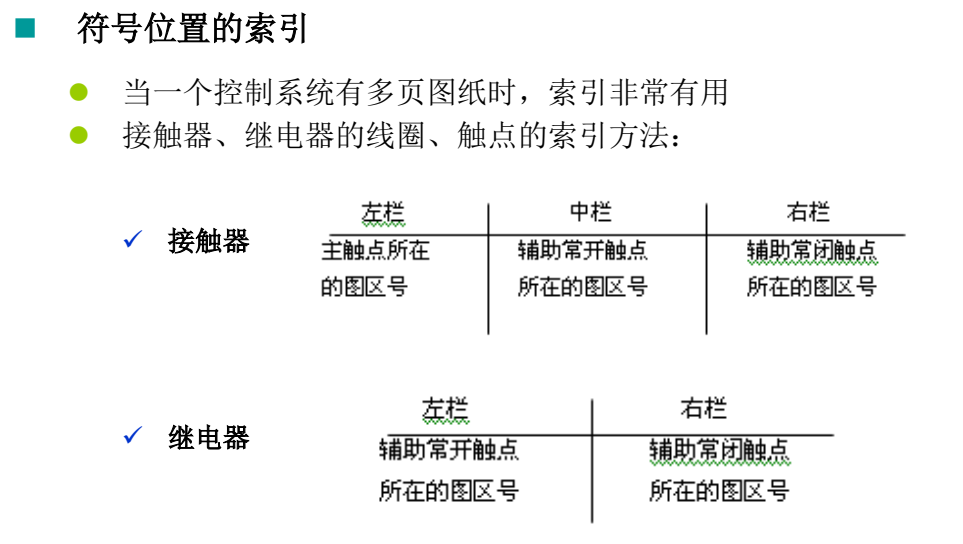 符号位置的索引
当一个控制系统有多页图纸时，索引非常有用
接触器、继电器的线圈、触点的索引方法：
接触器
左栏 中栏 右栏
主触点所在 辅助常开触点 辅助常闭触点
的图区号 所在的图区号 所在的图区号
继电器
左栏 右栏
辅助常开触点 辅助常闭触点
所在的图区号 所在的图区号